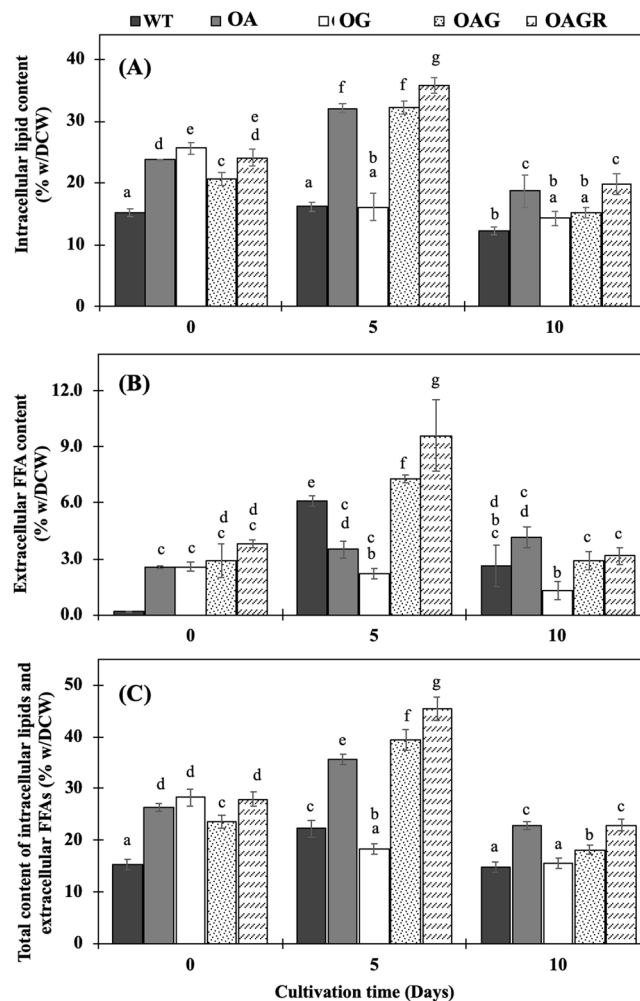 WT OA OG OAG OAGR
(A)
Intracellular lipid content
(% w/DCW)
40
30
20
10
0
a d e c e d
a f b a f g
b c b a b a c
0 5 10
(B)
Extracellular FFA content
(% w/DCW)
12.0
9.0
6.0
3.0
0.0
c c d c d c
e c d c b f g
d b c c d b c c
0 5 10
(C)
Total content of intracellular lipids and
extracellular FFAs (% w/DCW)
50
40
30
20
10
0
a d d c d
c e b a f g
a c a b c
0 5 10
Cultivation time (Days)